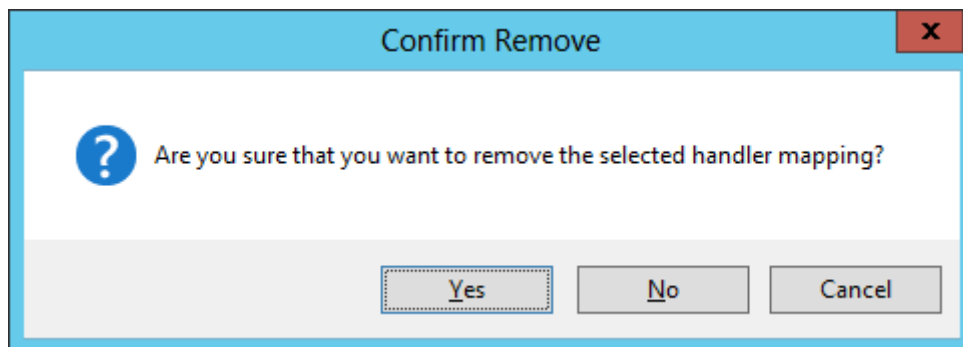 Confirm Remove
x
?
Are you sure that you want to remove the selected handler mapping?
Yes
No
Cancel